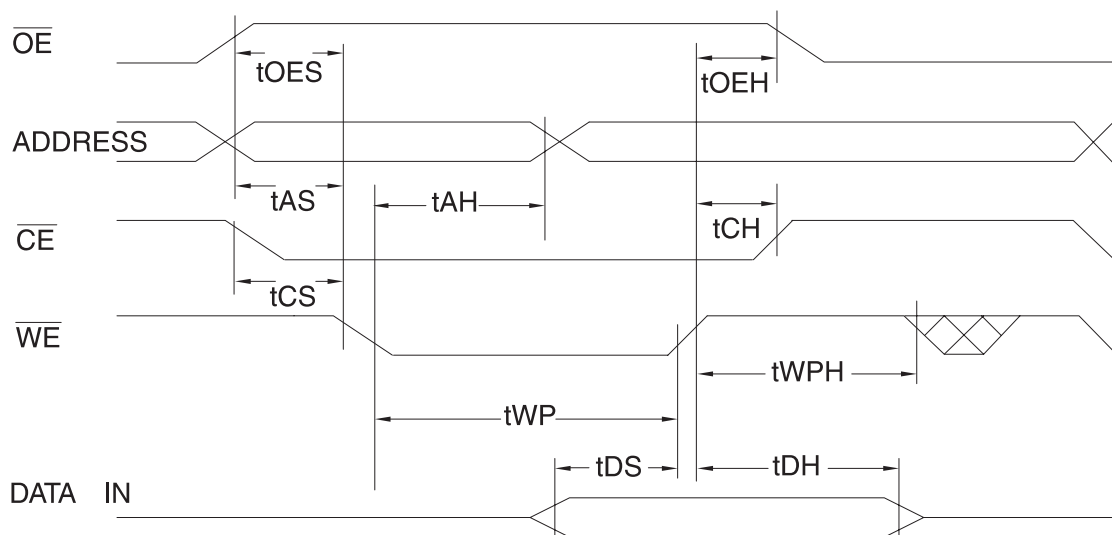 OE
tOES
tOEH
ADDRESS
tAS
tAH
tCH
CE
tCS
WE
tWPH
tWP
tDS
tDH
DATA IN